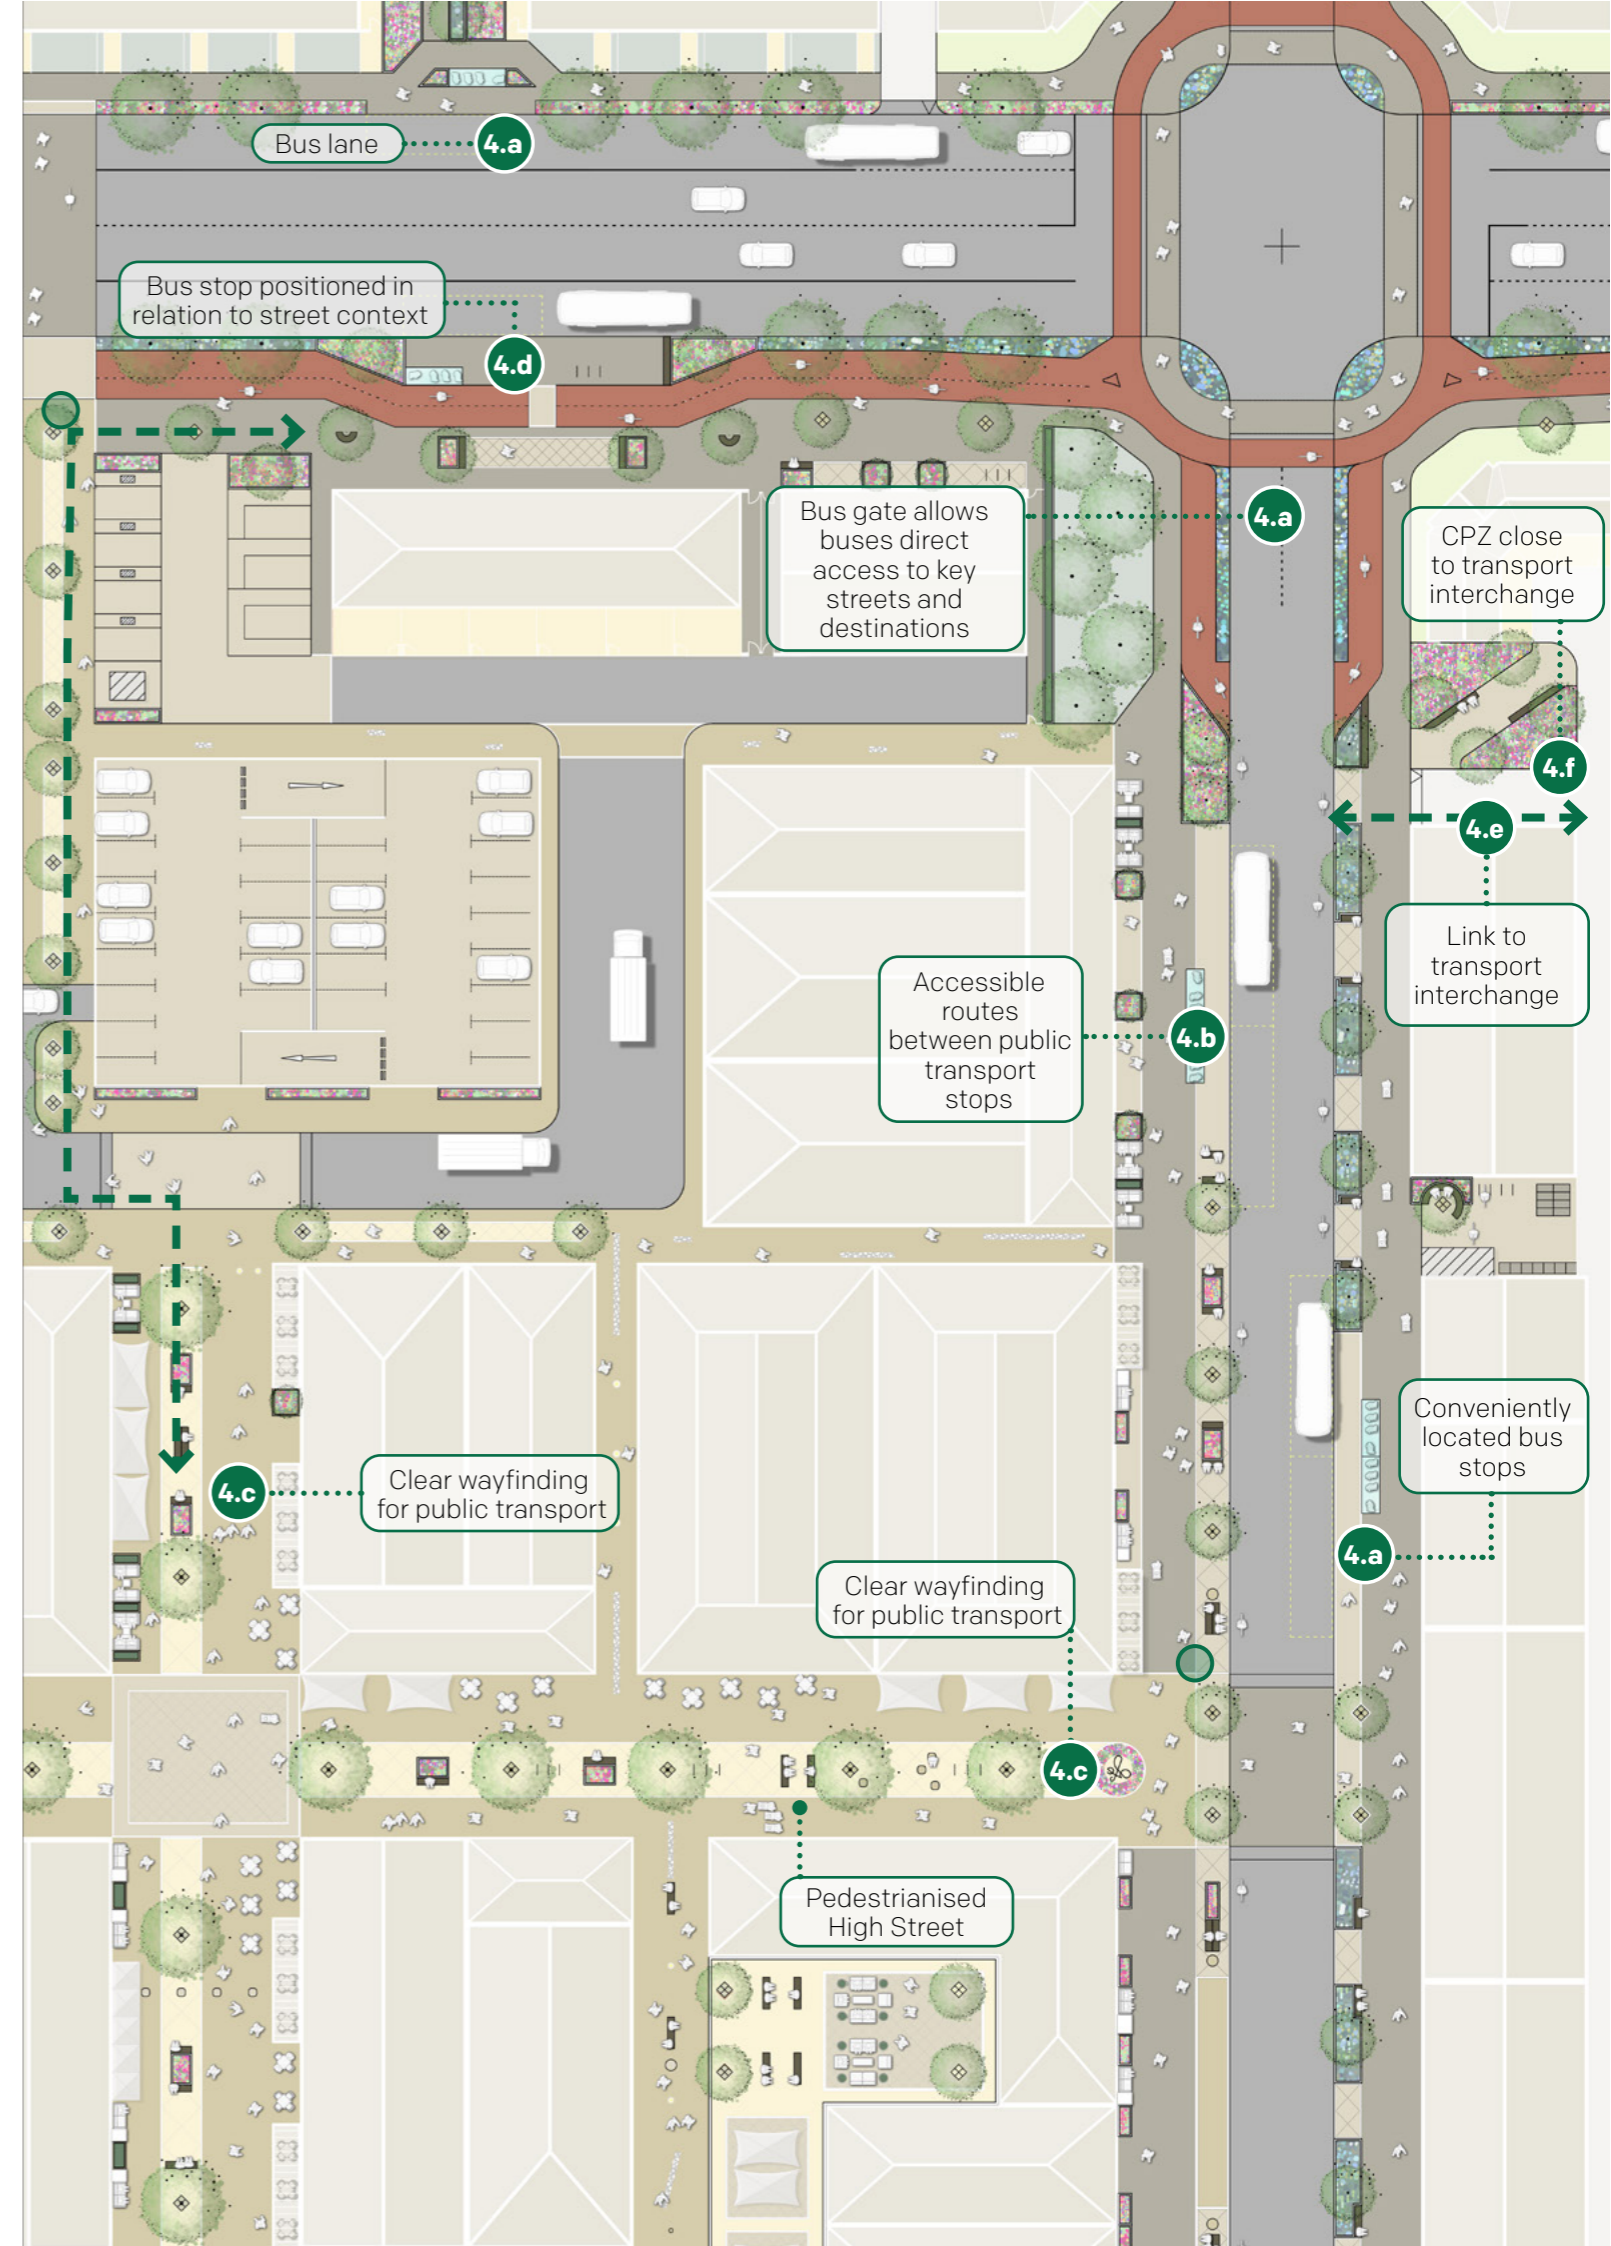 Bus lane
4.a
Bus stop positioned in
relation to street context
4.d
Bus gate allows
buses direct
access to key
streets and
destinations
4.a
CPZ close
to transport
interchange
4.f
4.e
Link to
transport
interchange
Accessible
routes
between public
transport
stops
4.b
Conveniently
located bus
stops
4.a
4.c
Clear wayfinding
for public transport
Clear wayfinding
for public transport
4.c
Pedestrianised
High Street